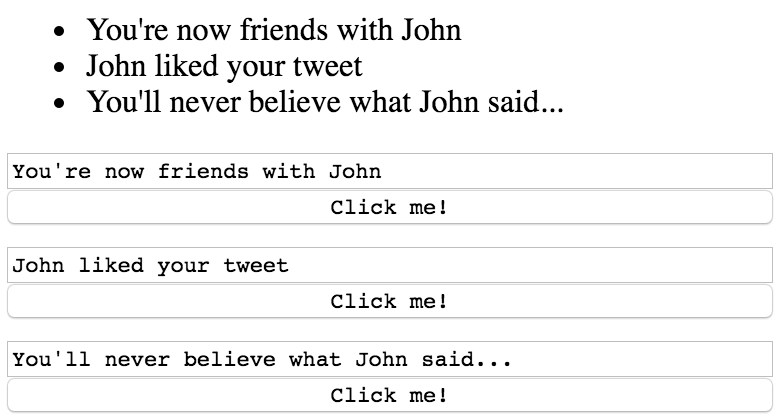 You're now friends with John
John liked your tweet
You'll never believe what John said...
You're now friends with John
Click me!
John liked your tweet
Click me!
You'll never believe what John said...
Click me!